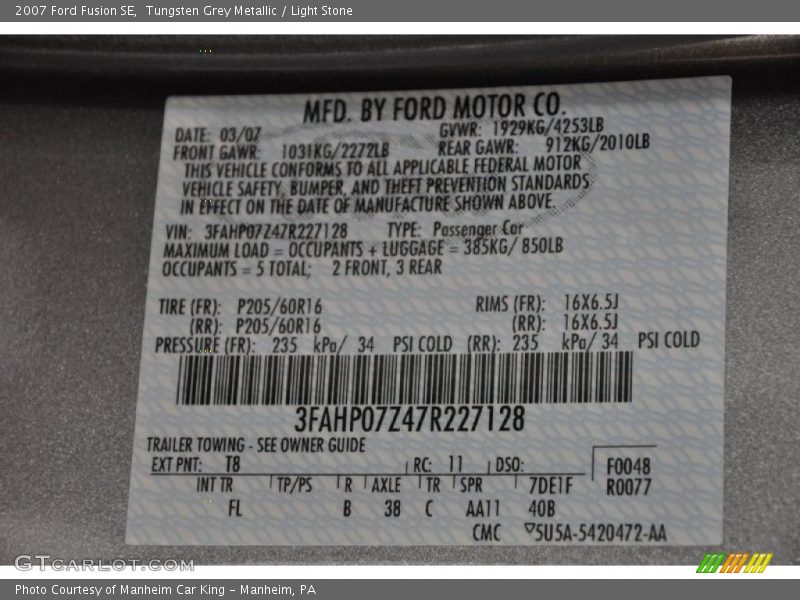 2007 Ford Fusion SE, Tungsten Grey Metallic / Light Stone
MFD. BY FORD MOTOR CO.
DATE: 03/07 GVWR: 1929KG/4253LB
FRONT GAWR: 1031KG/2272LB REAR GAWR: 912KG/2010LB
THIS VEHICLE CONFORMS TO ALL APPLICABLE FEDERAL MOTOR
VEHICLE SAFETY, BUMPER, AND THEFT PREVENTION STANDARDS
IN EFFECT ON THE DATE OF MANUFACTURE SHOWN ABOVE.
VIN: 3FAHP07Z47R227128 TYPE: Passenger Car
MAXIMUM LOAD = OCCUPANTS + LUGGAGE = 385KG/ 850LB
OCCUPANTS = 5 TOTAL; 2 FRONT, 3 REAR
TIRE (FR): P205/60R16 RIMS (FR): 16X6.5J
(RR): P205/60R16 (RR): 16X6.5J
PRESSURE (FR): 235 kPa/ 34 PSI COLD (RR): 235 kPa/ 34 PSI COLD
3FAHP07Z47R227128
TRAILER TOWING - SEE OWNER GUIDE
EXT PNT: T8 RC: 11 DSO: F0048
INT TR TP/PS R AXLE TR SPR 7DE1F R0077
FL B 38 C AA11 40B
CMC 5U5A-5420472-AA
GTCARLOT.COM
Photo Courtesy of Manheim Car King - Manheim, PA